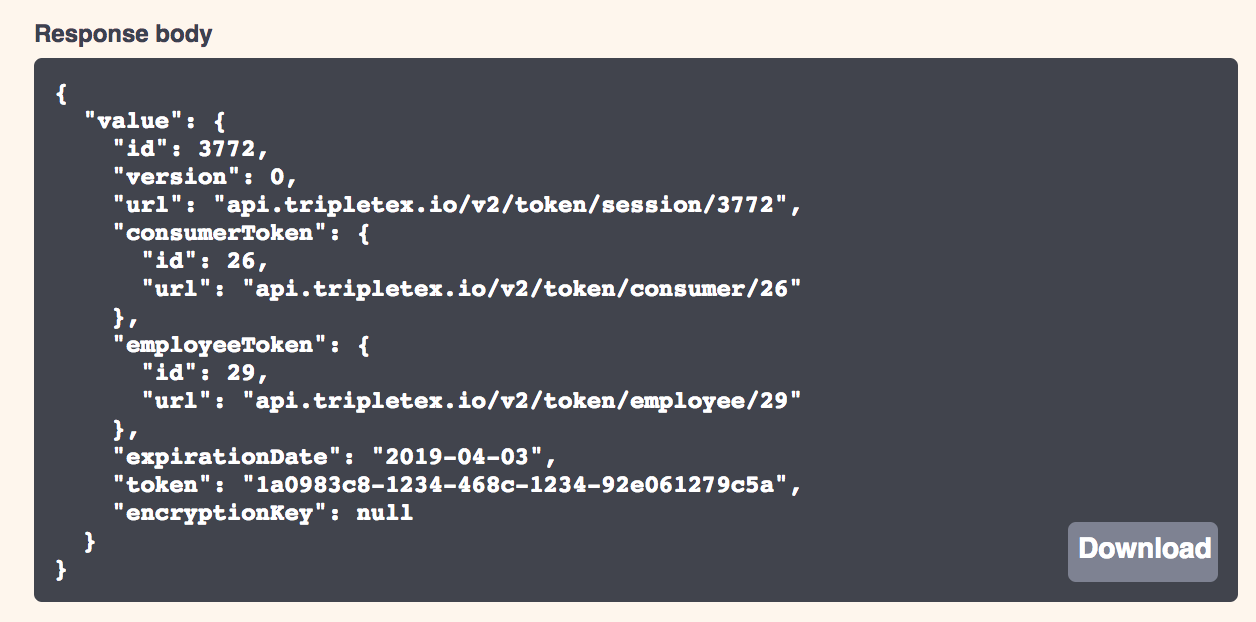 Response body
{
  "value": {
    "id": 3772,
    "version": 0,
    "url": "api.tripletex.io/v2/token/session/3772",
    "consumerToken": {
      "id": 26,
      "url": "api.tripletex.io/v2/token/consumer/26"
    },
    "employeeToken": {
      "id": 29,
      "url": "api.tripletex.io/v2/token/employee/29"
    },
    "expirationDate": "2019-04-03",
    "token": "1a0983c8-1234-468c-1234-92e061279c5a",
    "encryptionKey": null
  }
}
Download